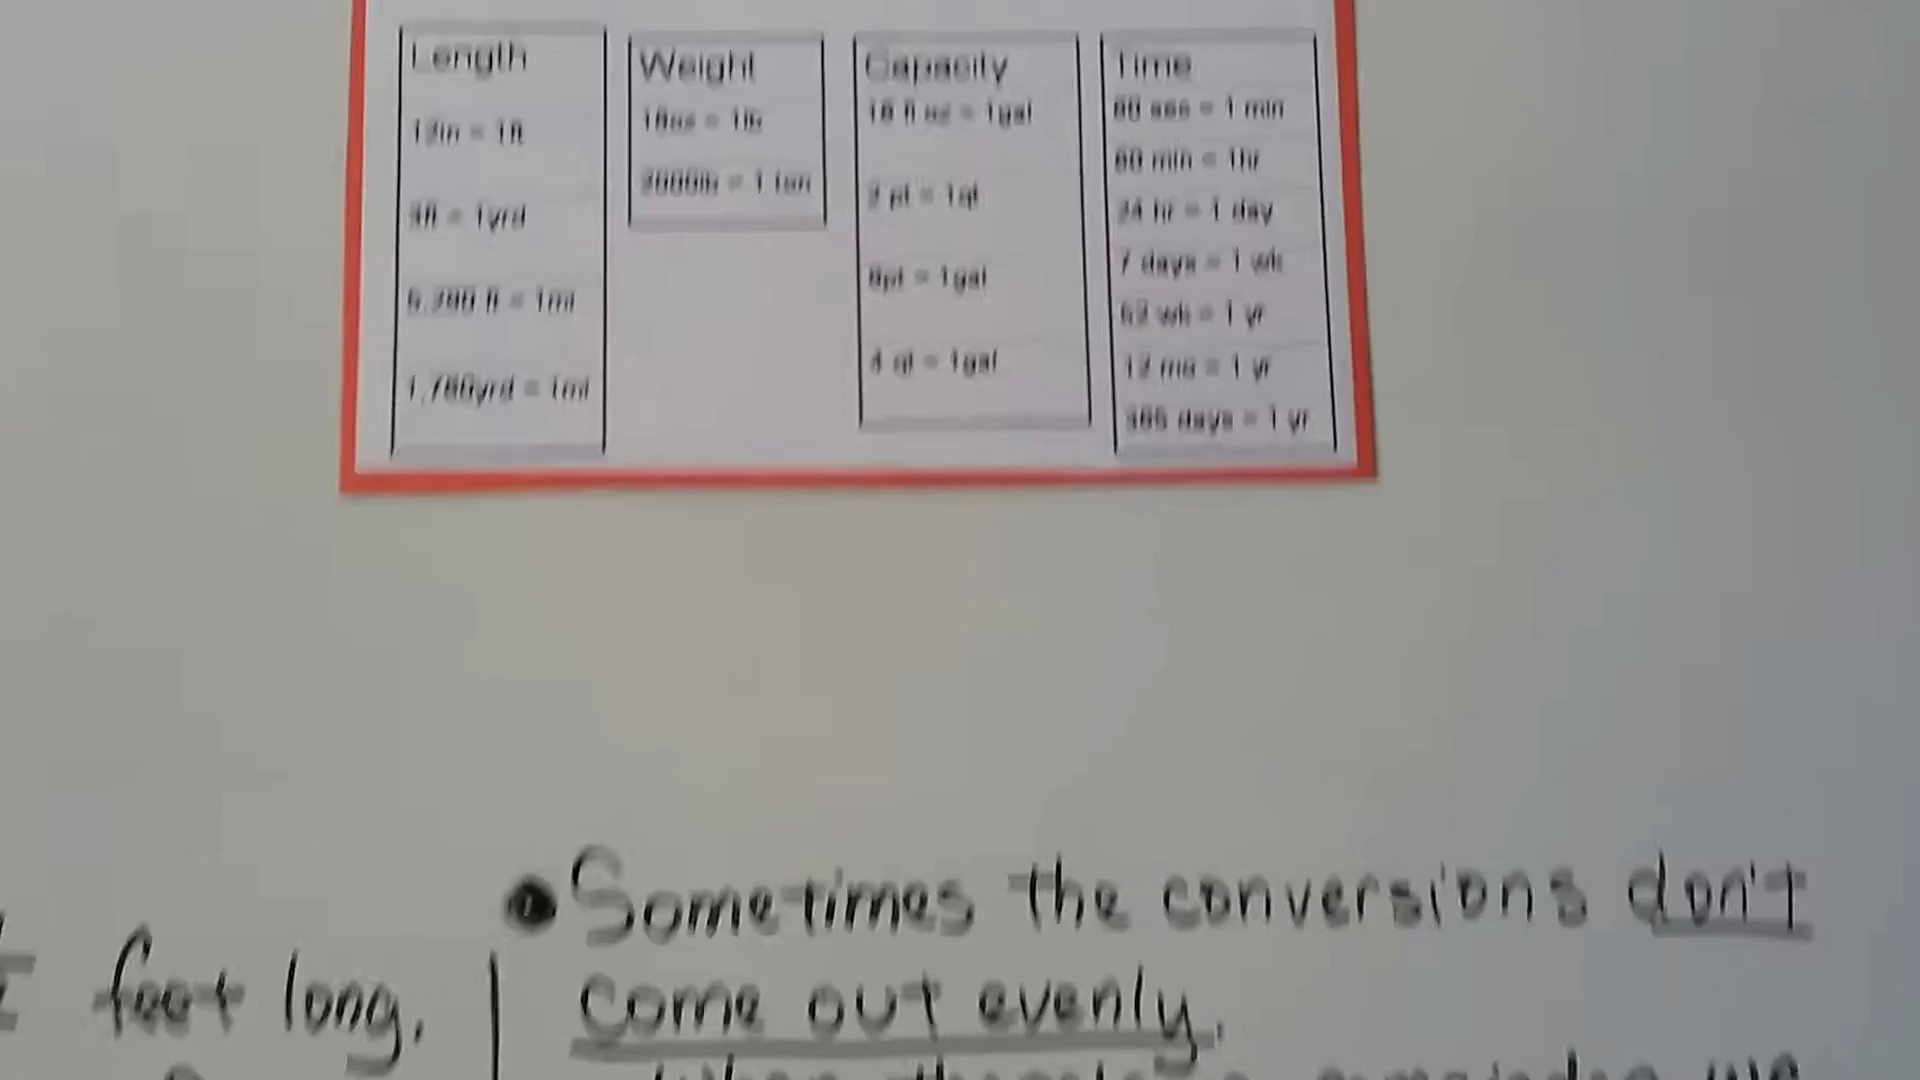 Length
12in = 1ft
3ft = 1yrd
5,280 ft = 1mi
1,760yrd = 1mi
Weight
16oz = 1lb
2000lb = 1 ton
Capacity
16 fl oz = 1gal
2 pt = 1qt
8pt = 1gal
4 qt = 1gal
Time
60 sec = 1 min
60 min = 1hr
24 hr = 1 day
7 days = 1 wk
52 wk = 1 yr
12 mo = 1 yr
365 days = 1 yr
feet long.
Sometimes the conversions don't
come out evenly.